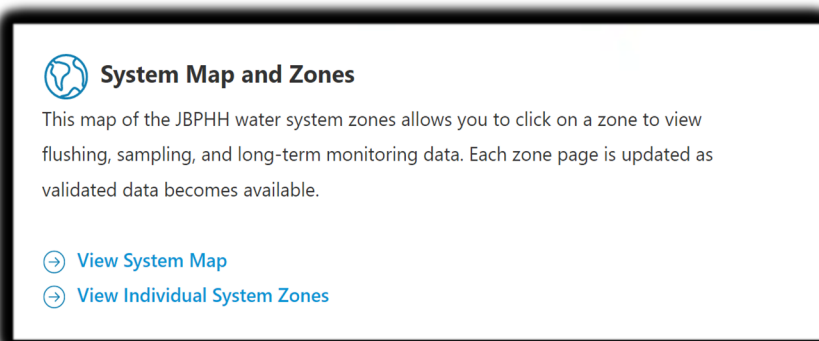 System Map and Zones
This map of the JBPHH water system zones allows you to click on a zone to view
flushing, sampling, and long-term monitoring data. Each zone page is updated as
validated data becomes available.
View System Map
View Individual System Zones